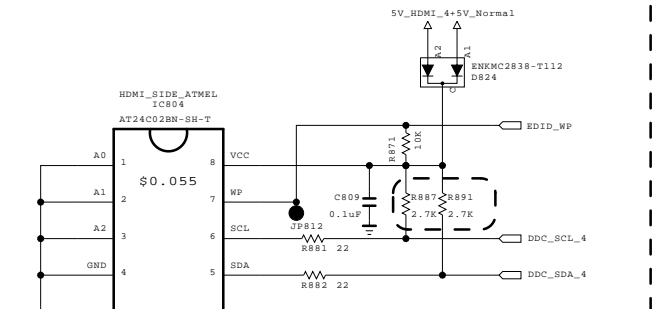 5V_HDMI_4+5V_Normal
A2
A1
ENKMC2838-T112
D824
C
HDMI_SIDE_ATMEL
IC804
AT24C02BN-SH-T
EDID_WP
R871
10K
A0
1
8
VCC
$0.055
A1
2
7
WP
C809
0.1uF
R887
R891
2.7K
2.7K
JP812
A2
3
6
SCL
R881 22
DDC_SCL_4
GND
4
5
SDA
R882 22
DDC_SDA_4